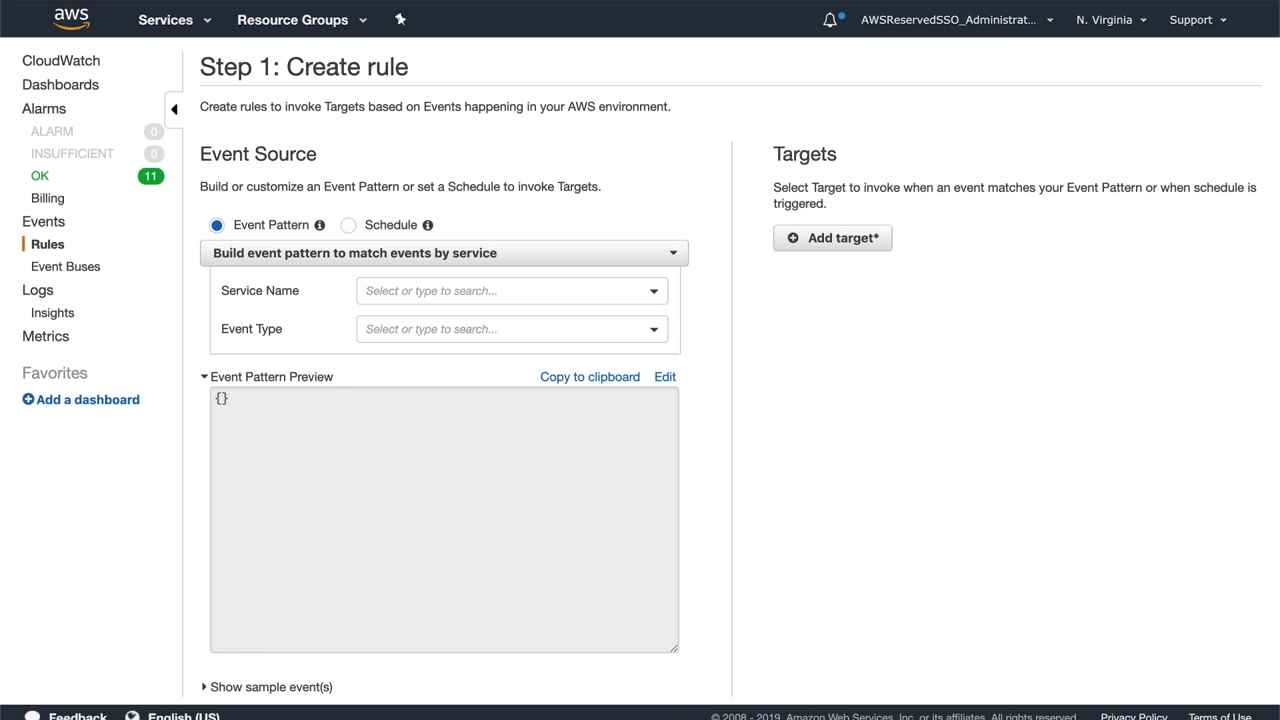 aws
Services
Resource Groups
AWSReservedSSO_Administrat...
N. Virginia
Support
CloudWatch
Dashboards
Alarms
ALARM 0
INSUFFICIENT 0
OK 11
Billing
Events
Rules
Event Buses
Logs
Insights
Metrics
Favorites
Add a dashboard
Step 1: Create rule
Create rules to invoke Targets based on Events happening in your AWS environment.
Event Source
Build or customize an Event Pattern or set a Schedule to invoke Targets.
Event Pattern
Schedule
Build event pattern to match events by service
Service Name
Select or type to search...
Event Type
Select or type to search...
Event Pattern Preview
Copy to clipboard
Edit
{}
Show sample event(s)
Targets
Select Target to invoke when an event matches your Event Pattern or when schedule is
triggered.
Add target*
Feedback
English (US)
© 2008 - 2019, Amazon Web Services, Inc. or its affiliates. All rights reserved.
Privacy Policy
Terms of Use